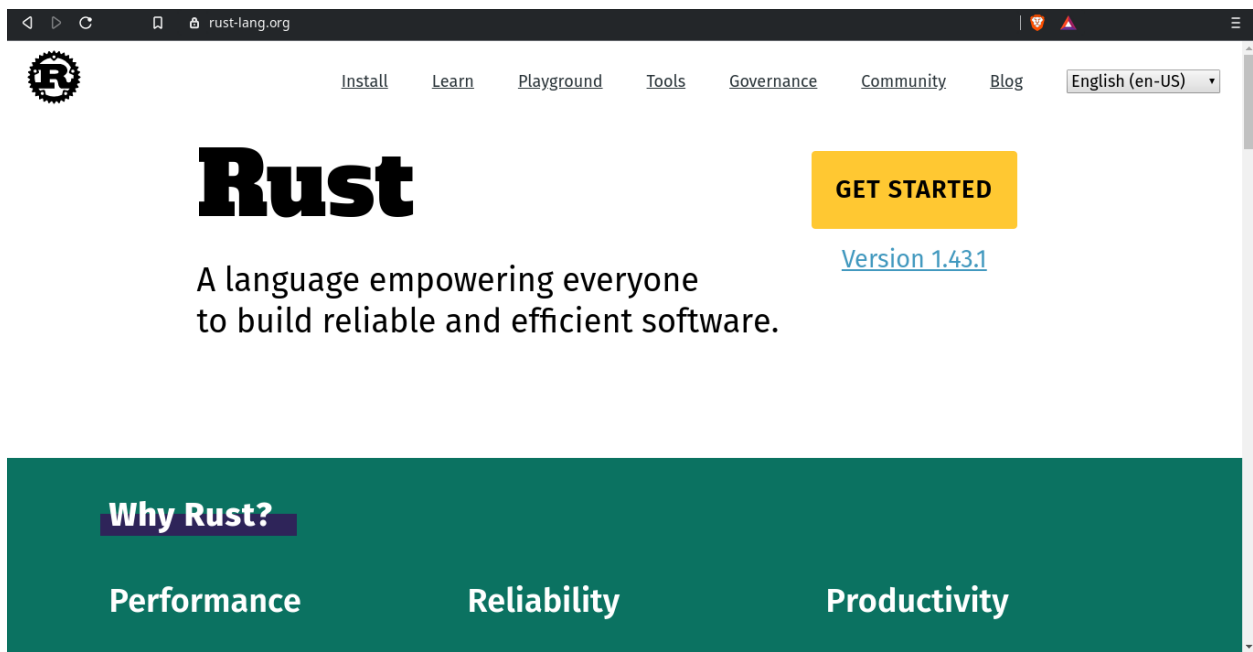 rust-lang.org
R
Install Learn Playground Tools Governance Community Blog English (en-US)
Rust
GET STARTED
Version 1.43.1
A language empowering everyone
to build reliable and efficient software.
Why Rust?
Performance Reliability Productivity